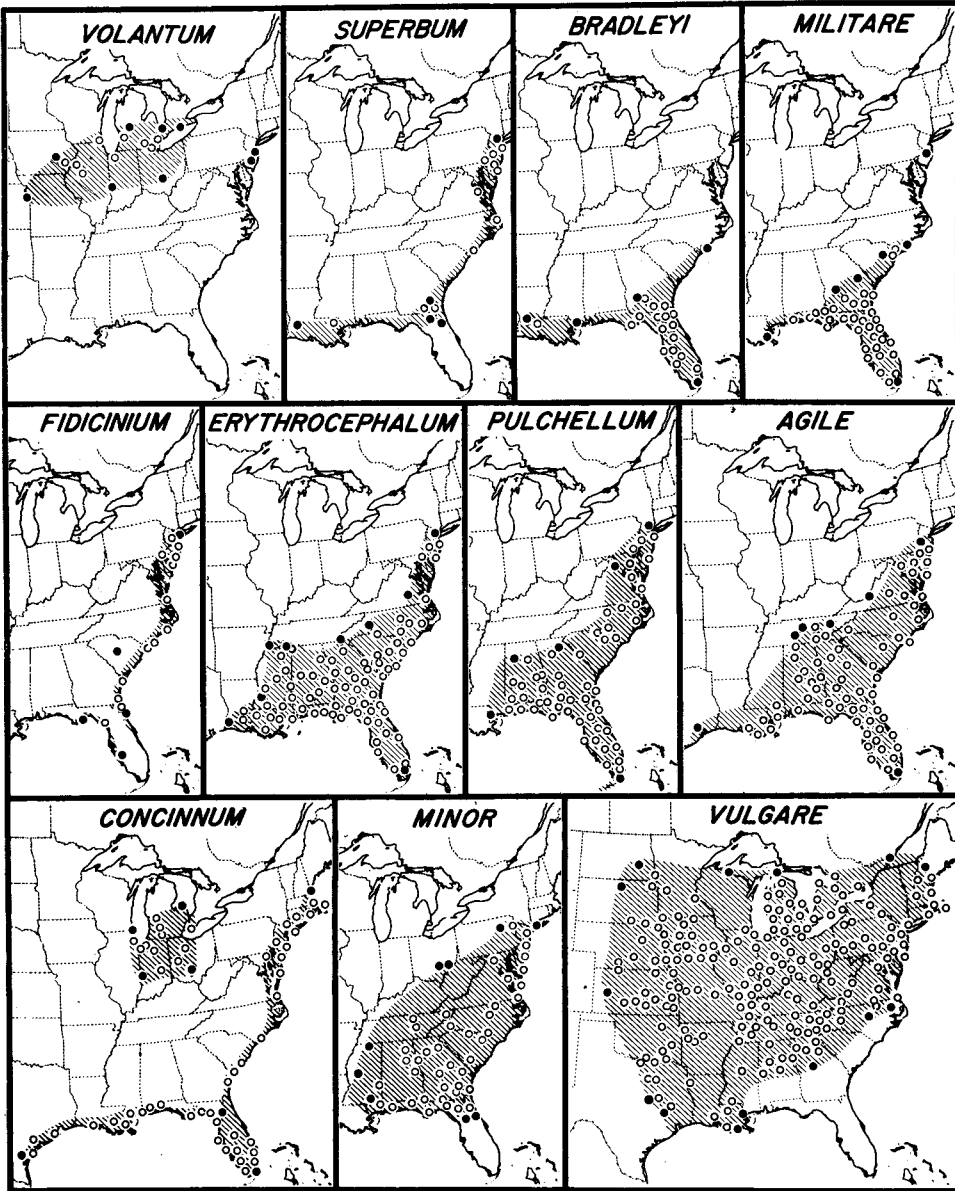 VOLANTUM
SUPERBUM
BRADLEYI
MILITARE
FIDICINIUM
ERYTHROCEPHALUM
PULCHELLUM
AGILE
CONCINNUM
MINOR
VULGARE